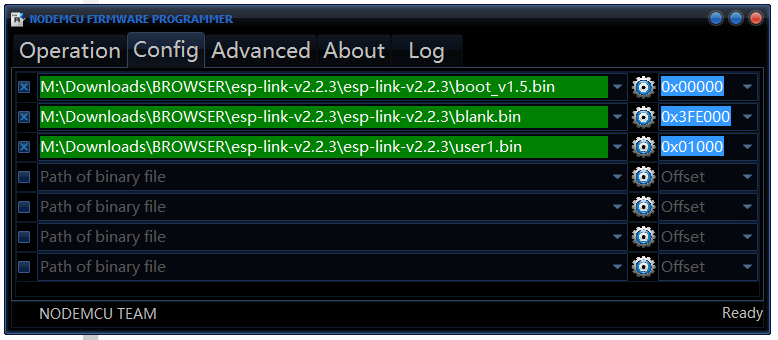 NODEMCU FIRMWARE PROGRAMMER
Operation Config Advanced About Log
M:\Downloads\BROWSER\esp-link-v2.2.3\esp-link-v2.2.3\boot_v1.5.bin 0x00000
M:\Downloads\BROWSER\esp-link-v2.2.3\esp-link-v2.2.3\blank.bin 0x3FE000
M:\Downloads\BROWSER\esp-link-v2.2.3\esp-link-v2.2.3\user1.bin 0x01000
Path of binary file Offset
Path of binary file Offset
Path of binary file Offset
Path of binary file Offset
NODEMCU TEAM Ready